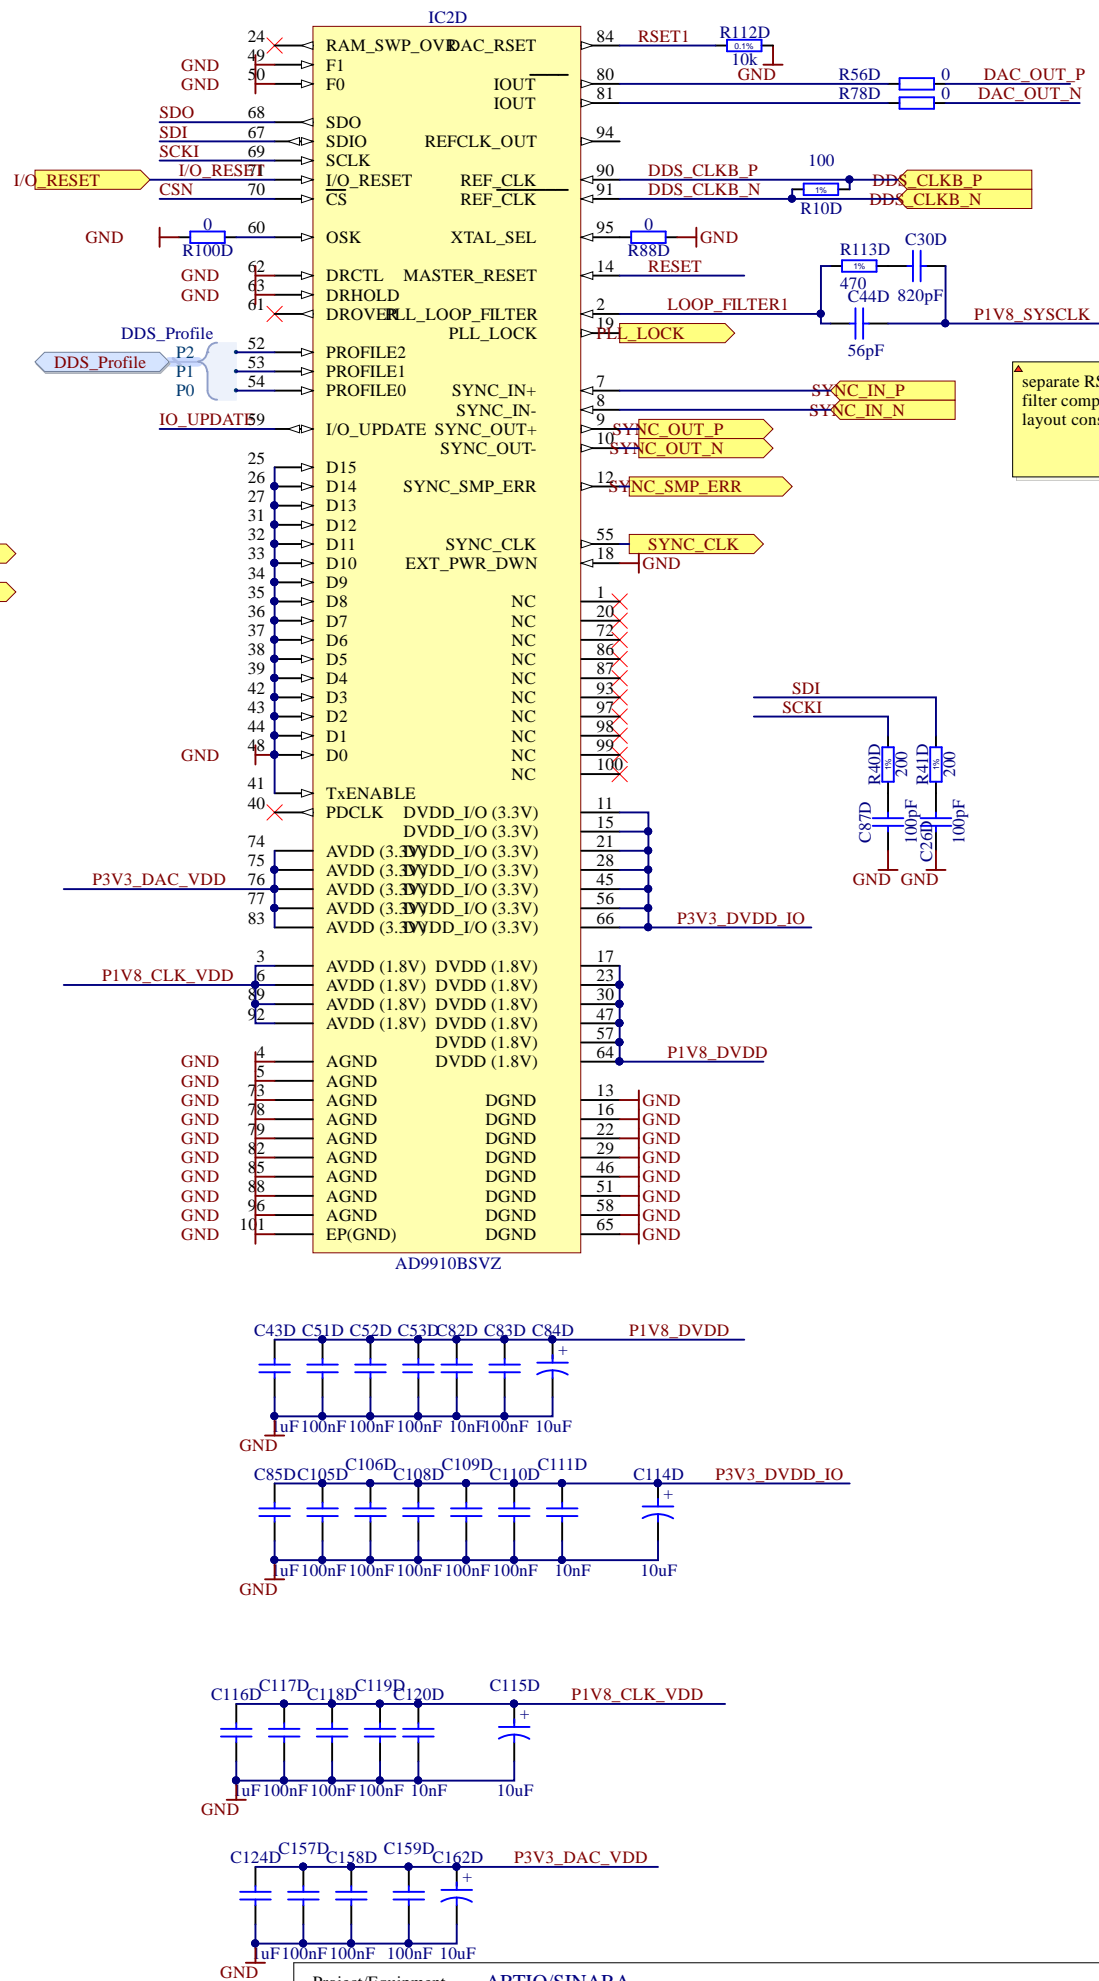 IC2D
24 RAM_SWP_OVR DAC_RSET 84 RSET1 R112D 0.1% 10k GND
GND 49 F1
GND 50 F0 IOUT 80 R56D 0 DAC_OUT_P
IOUT 81 R78D 0 DAC_OUT_N
SDO 68 SDO
SDI 67 SDIO REFCLK_OUT 94
SCKI 69 SCLK
I/O_RESET I/O_RESET 71 I/O_RESET REF_CLK 90 DDS_CLKB_P 100 DDS_CLKB_P
CSN 70 CS REF_CLK 91 DDS_CLKB_N 1% R10D DDS_CLKB_N
GND 0 R100D 60 OSK XTAL_SEL 95 0 R88D GND
GND 62 DRCTL MASTER_RESET 14 RESET
R113D 1% 470 C30D 820pF
GND 63 DRHOLD
61 DROVER PLL_LOOP_FILTER 2 LOOP_FILTER1 C44D 56pF P1V8_SYSCLK
PLL_LOCK 19 PLL_LOCK
DDS_Profile
DDS_Profile P2 52 PROFILE2
P1 53 PROFILE1
P0 54 PROFILE0 SYNC_IN+ 7 SYNC_IN_P
SYNC_IN- 8 SYNC_IN_N
IO_UPDATE 59 I/O_UPDATE SYNC_OUT+ 9 SYNC_OUT_P
SYNC_OUT- 10 SYNC_OUT_N
separate RS
filter comp
layout cons
25 D15
26 D14 SYNC_SMP_ERR 12 SYNC_SMP_ERR
27 D13
31 D12
32 D11 SYNC_CLK 55 SYNC_CLK
33 D10 EXT_PWR_DWN 18 GND
34 D9
35 D8 NC 1
36 D7 NC 20
37 D6 NC 72
38 D5 NC 86
39 D4 NC 87
42 D3 NC 93
43 D2 NC 97
44 D1 NC 98
GND 48 D0 NC 99
NC 100
SDI
SCKI
R40D 1% 200 R41D 1% 200
C87D 100pF C26D 100pF
GND GND
41 TxENABLE
40 PDCLK DVDD_I/O (3.3V) 11
DVDD_I/O (3.3V) 15
74 AVDD (3.3V) DVDD_I/O (3.3V) 21
75 AVDD (3.3V) DVDD_I/O (3.3V) 28
P3V3_DAC_VDD 76 AVDD (3.3V) DVDD_I/O (3.3V) 45
77 AVDD (3.3V) DVDD_I/O (3.3V) 56
83 AVDD (3.3V) DVDD_I/O (3.3V) 66 P3V3_DVDD_IO
3 AVDD (1.8V) DVDD (1.8V) 17
P1V8_CLK_VDD 6 AVDD (1.8V) DVDD (1.8V) 23
89 AVDD (1.8V) DVDD (1.8V) 30
92 AVDD (1.8V) DVDD (1.8V) 47
DVDD (1.8V) 57
GND 4 AGND DVDD (1.8V) 64 P1V8_DVDD
GND 5 AGND
GND 73 AGND DGND 13 GND
GND 78 AGND DGND 16 GND
GND 79 AGND DGND 22 GND
GND 82 AGND DGND 29 GND
GND 85 AGND DGND 46 GND
GND 88 AGND DGND 51 GND
GND 96 AGND DGND 58 GND
GND 101 EP(GND) DGND 65 GND
AD9910BSVZ
C43D C51D C52D C53D C82D C83D C84D P1V8_DVDD
+
1uF 100nF 100nF 100nF 10nF 100nF 10uF
GND
C85D C105D C106D C108D C109D C110D C111D C114D P3V3_DVDD_IO
+
1uF 100nF 100nF 100nF 100nF 100nF 10nF 10uF
GND
C116D C117D C118D C119D C120D C115D P1V8_CLK_VDD
+
1uF 100nF 100nF 100nF 10nF 10uF
GND
C124D C157D C158D C159D C162D P3V3_DAC_VDD
+
1uF 100nF 100nF 100nF 10uF
GND
Project/Equipment ARTIQ/SINARA